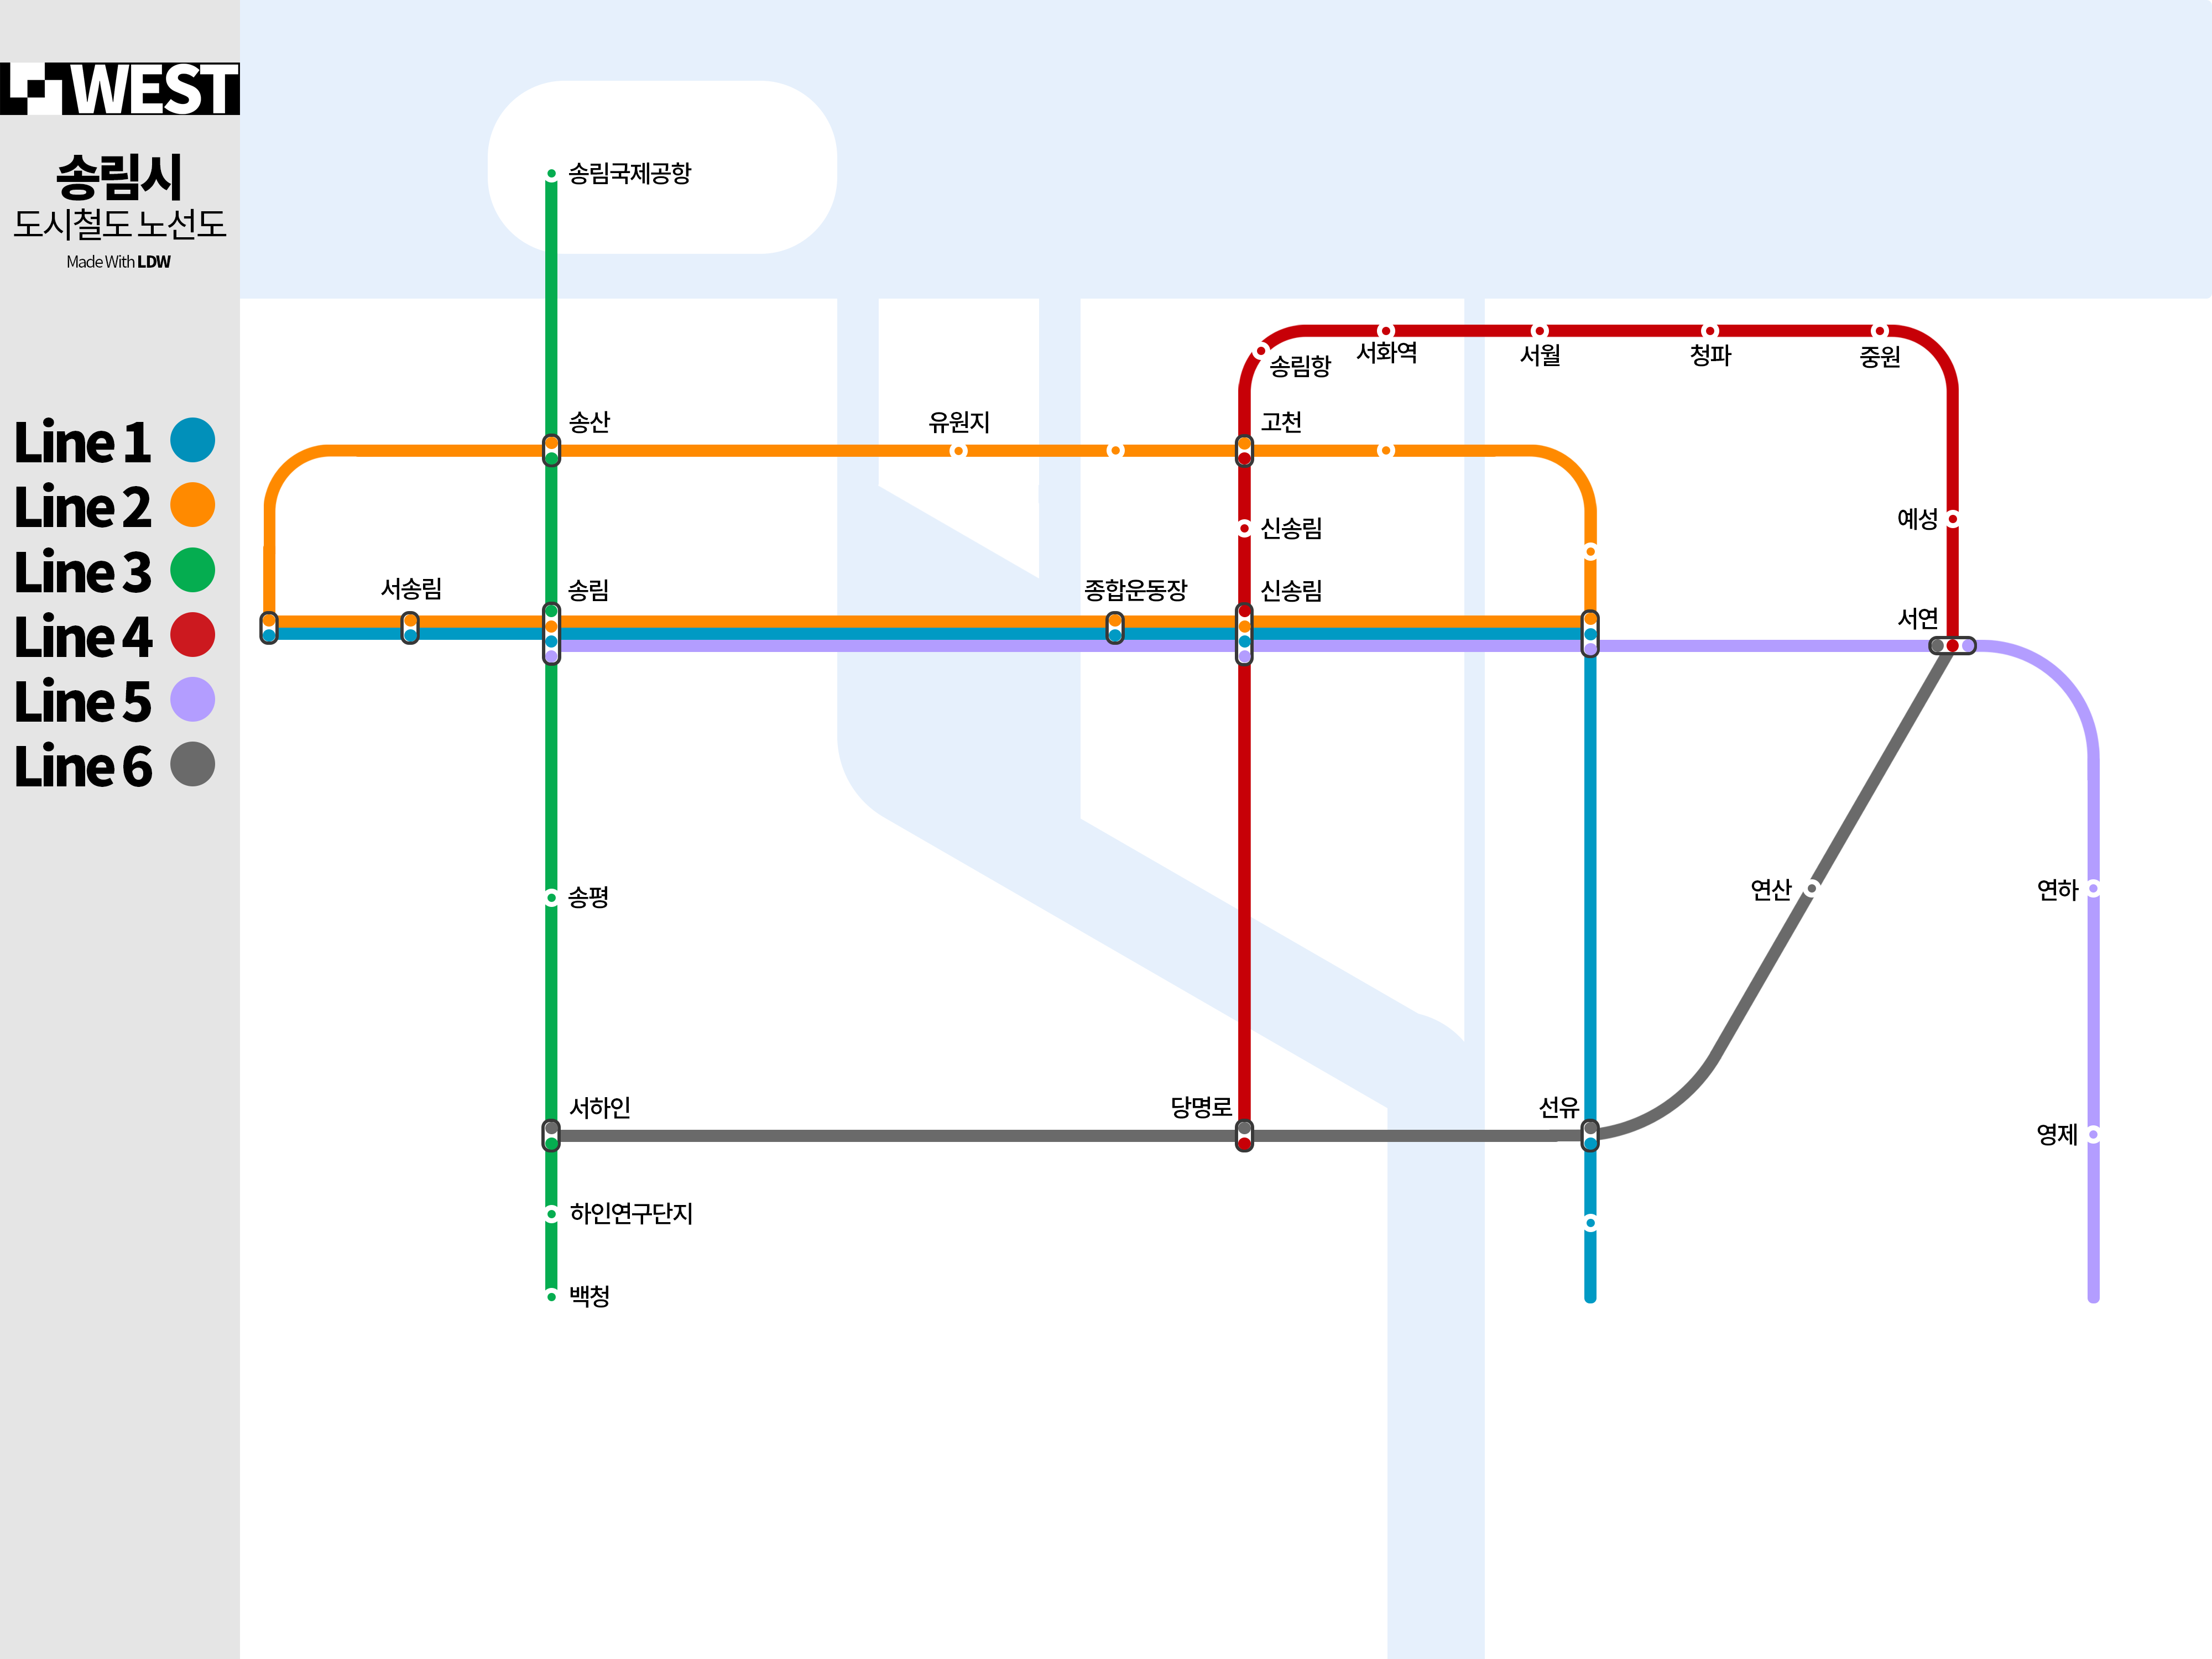 WEST
송림시
도시철도 노선도
Made With LDW
Line 1
Line 2
Line 3
Line 4
Line 5
Line 6
송림국제공항
송림항
서화역
서월
청파
중원
송산
유원지
고천
신송림
예성
서송림
송림
종합운동장
신송림
서연
송평
연산
연하
서하인
당명로
선유
영제
하인연구단지
백청